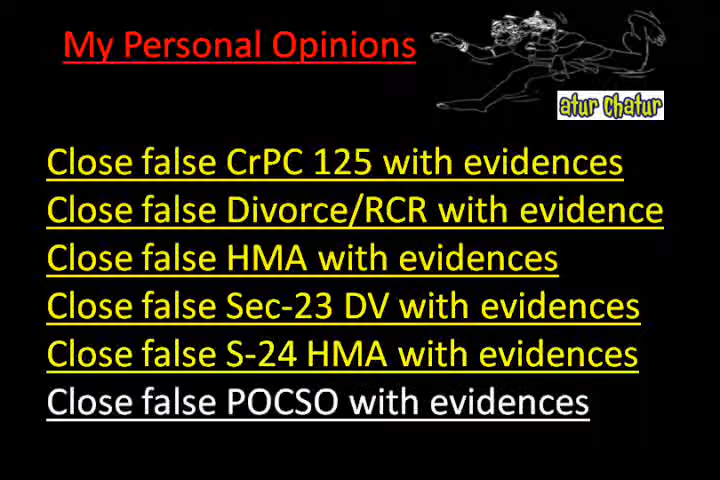 My Personal Opinions
atur chatur
Close false CrPC 125 with evidences
Close false Divorce/RCR with evidence
Close false HMA with evidences
Close false Sec-23 DV with evidences
Close false S-24 HMA with evidences
Close false POCSO with evidences